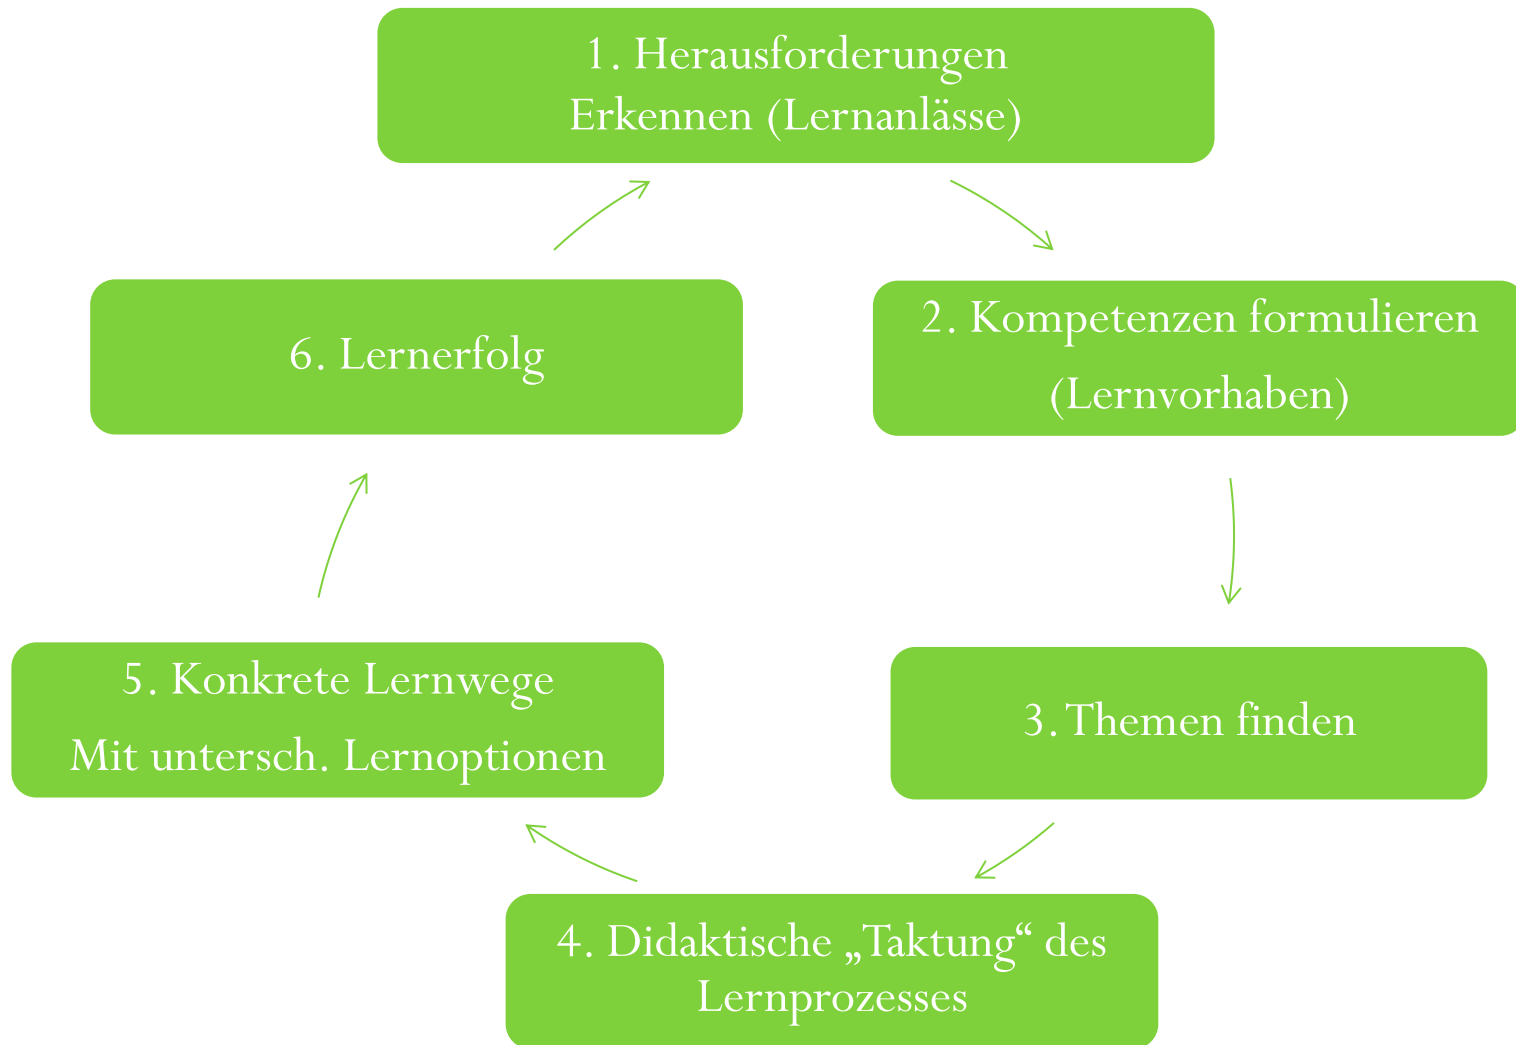 1. Herausforderungen
Erkennen (Lernanlässe)
2. Kompetenzen formulieren
(Lernvorhaben)
3. Themen finden
4. Didaktische „Taktung“ des
Lernprozesses
5. Konkrete Lernwege
Mit untersch. Lernoptionen
6. Lernerfolg